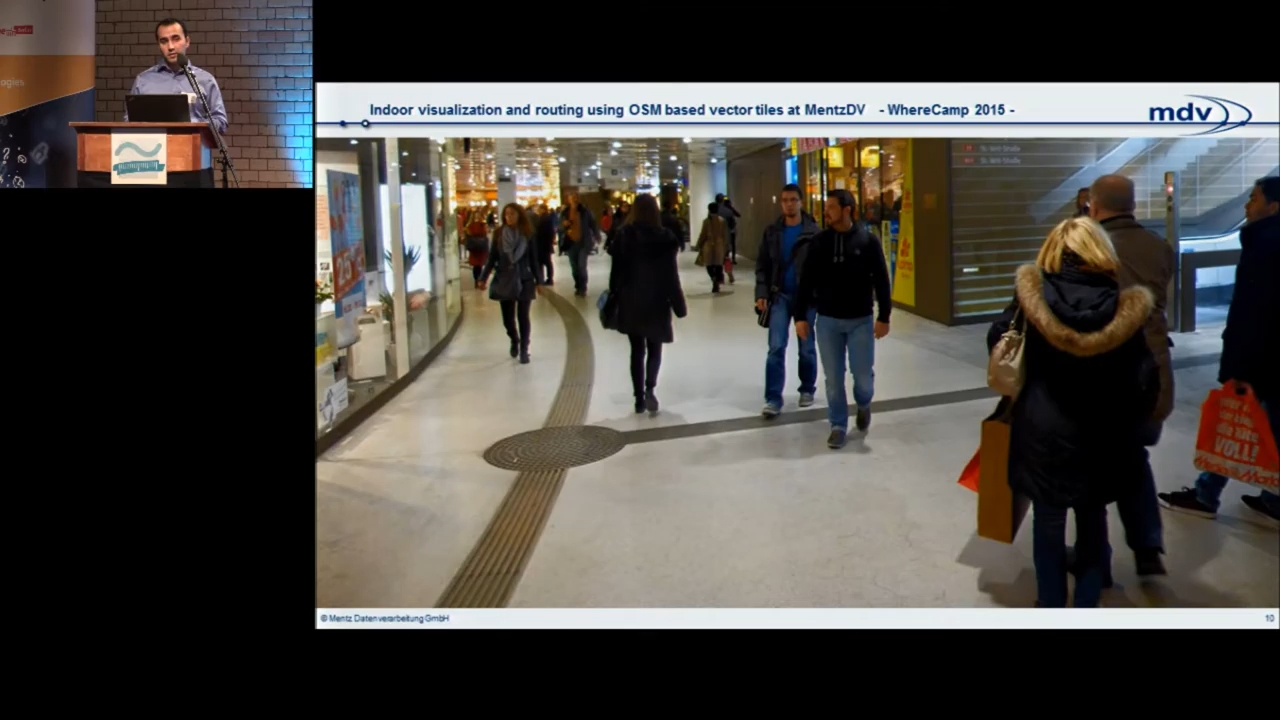 Indoor visualization and routing using OSM based vector tiles at MentzDV - WhereCamp 2015 -
mdv
VOLL!
© Mentz Datenverarbeitung GmbH
10